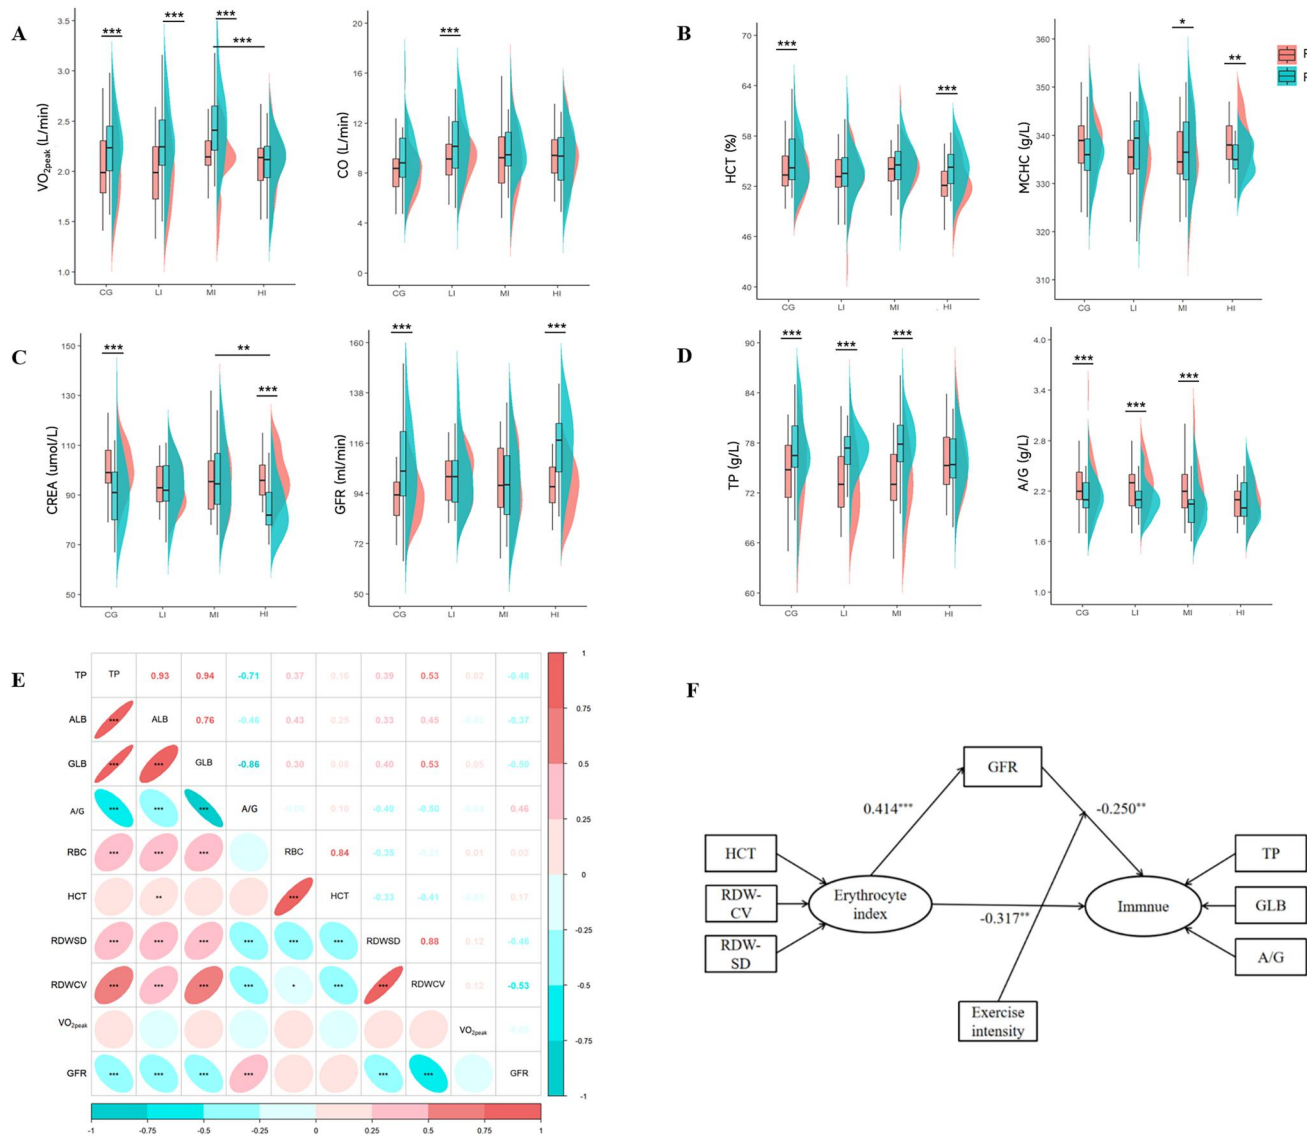 A
VO2peak (L/min)
3.5
3.0
2.5
2.0
1.5
1.0
***
***
***
***
CG LI MI HI
CO (L/min)
20
16
12
8
4
0
***
CG LI MI HI
B
HCT (%)
70
64
58
52
46
40
***
***
CG LI MI HI
MCHC (g/L)
360
350
340
330
320
310
*
**
CG LI MI HI
C
CREA (umol/L)
150
130
110
90
70
50
***
**
***
CG LI MI HI
GFR (ml/min)
160
138
116
94
72
50
***
***
CG LI MI HI
D
TP (g/L)
90
84
78
72
66
60
***
***
***
CG LI MI HI
A/G (g/L)
4.0
3.4
2.8
2.2
1.6
1.0
***
***
***
CG LI MI HI
E
TP TP 0.93 0.94 -0.71 0.37 0.16 0.39 0.53 0.02 -0.48
ALB *** ALB 0.76 -0.46 0.43 0.25 0.33 0.45 -0.37
GLB *** *** GLB -0.86 0.30 0.08 0.40 0.53 0.05 -0.50
A/G *** *** *** A/G 0.10 -0.40 -0.50 0.46
RBC *** *** *** RBC 0.84 -0.35 -0.21 0.01 0.02
HCT ** *** HCT -0.33 -0.41 0.17
RDWSD *** *** *** *** *** *** RDWSD 0.88 0.12 -0.46
RDWCV *** *** *** *** * *** *** RDWCV 0.12 -0.53
VO2peak VO2peak
GFR *** *** *** *** *** *** GFR
1
0.75
0.5
0.25
0
-0.25
-0.5
-0.75
-1
-1 -0.75 -0.5 -0.25 0 0.25 0.5 0.75 1
F
GFR
0.414***
-0.250**
HCT
RDW-
CV
RDW-
SD
Erythrocyte
index
-0.317**
Immnue
TP
GLB
A/G
Exercise
intensity